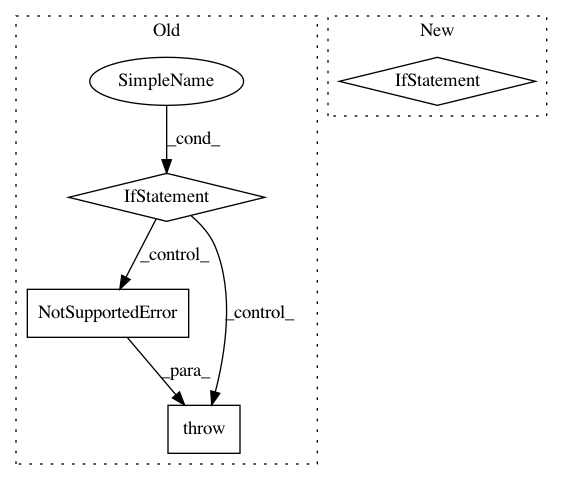 Old
New
SimpleName
IfStatement
_cond_
IfStatement
_control_
NotSupportedError
_control_
_para_
throw